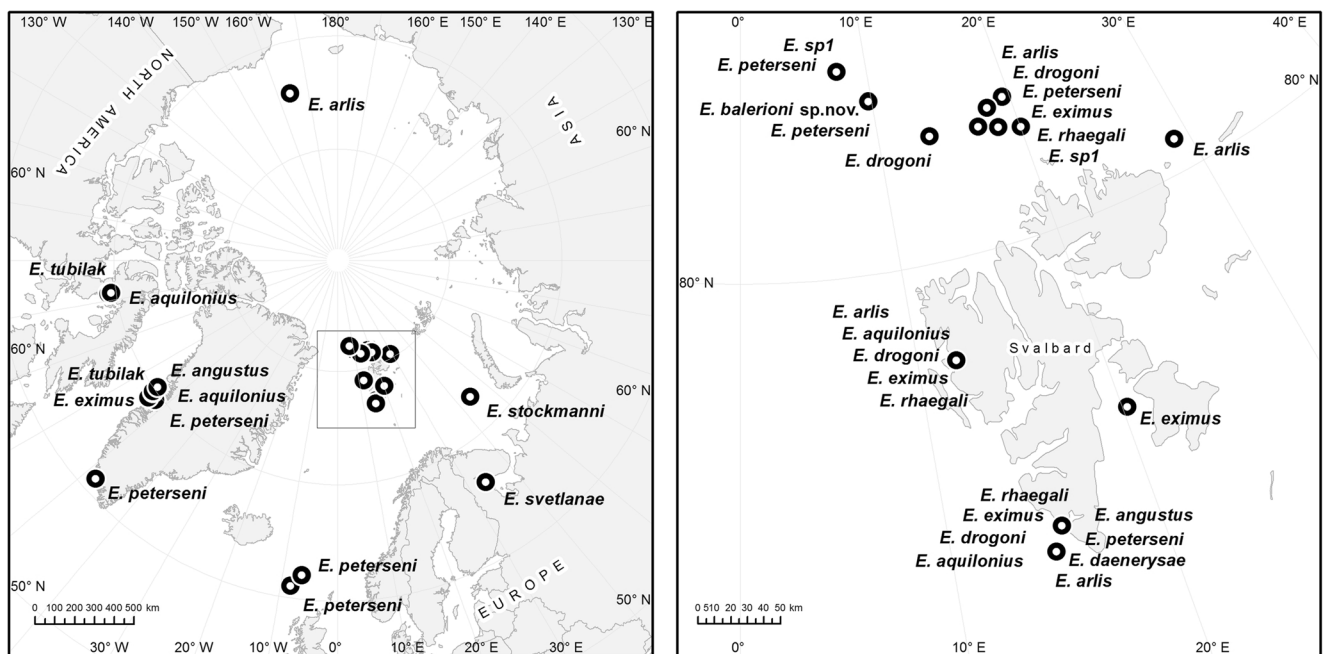 130° W
140° W
150° W
160° W
180°
160° E
150° E
140° E
130° E
NORTH AMERICA
ASIA
E. arlis
60° N
60° N
E. tubilak
E. aquilonius
60° N
60° N
E. tubilak
E. angustus
E. eximus
E. aquilonius
E. peterseni
E. stockmanni
E. peterseni
E. svetlanae
E. peterseni
E. peterseni
EUROPE
50° N
50° N
0 100 200 300 400 500 km
30° W
20° W
10° W
0°
10°E
20° E
30° E
0°
10° E
20° E
30° E
40° E
E. sp1
E. peterseni
E. arlis
E. drogoni
E. peterseni
E. eximus
80° N
E. balerioni sp.nov.
E. peterseni
E. rhaegali
E. sp1
E. drogoni
E. arlis
80° N
E. arlis
E. aquilonius
E. drogoni
E. eximus
E. rhaegali
Svalbard
E. eximus
E. rhaegali
E. eximus
E. drogoni
E. aquilonius
E. angustus
E. peterseni
E. daenerysae
E. arlis
0 510 20 30 40 50 km
10° E
20° E